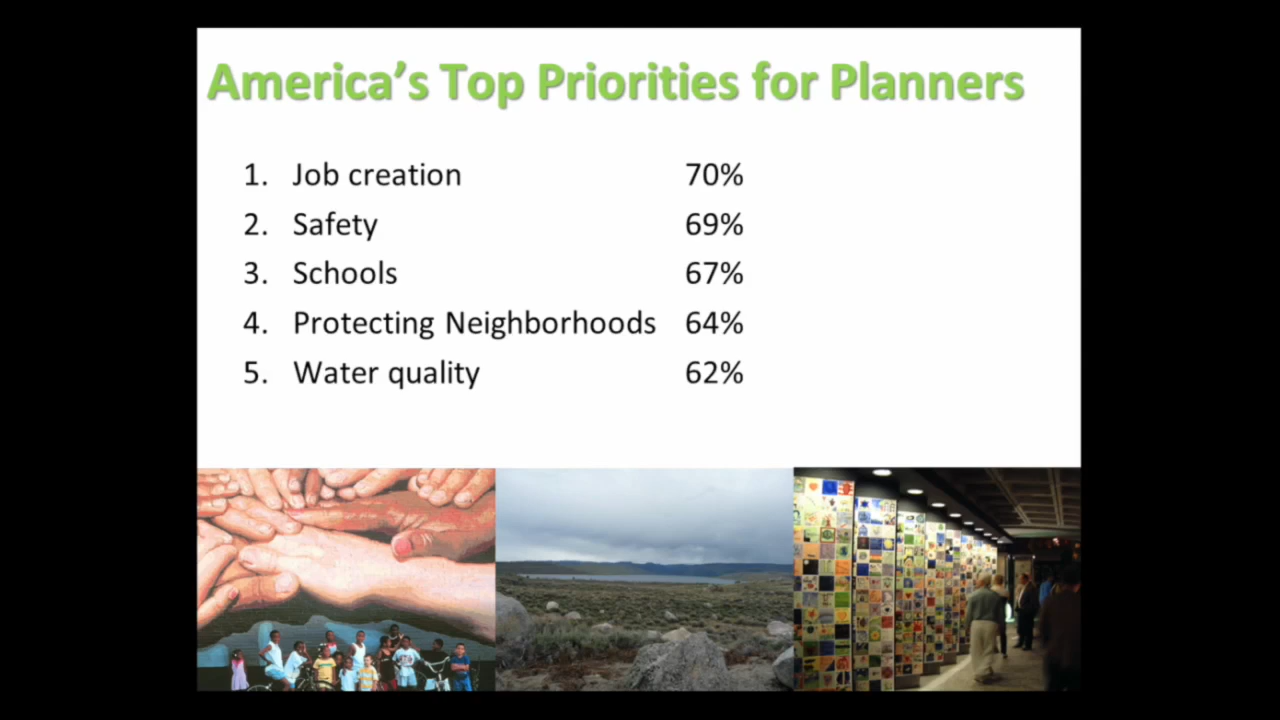 America's Top Priorities for Planners
1. Job creation 70%
2. Safety 69%
3. Schools 67%
4. Protecting Neighborhoods 64%
5. Water quality 62%